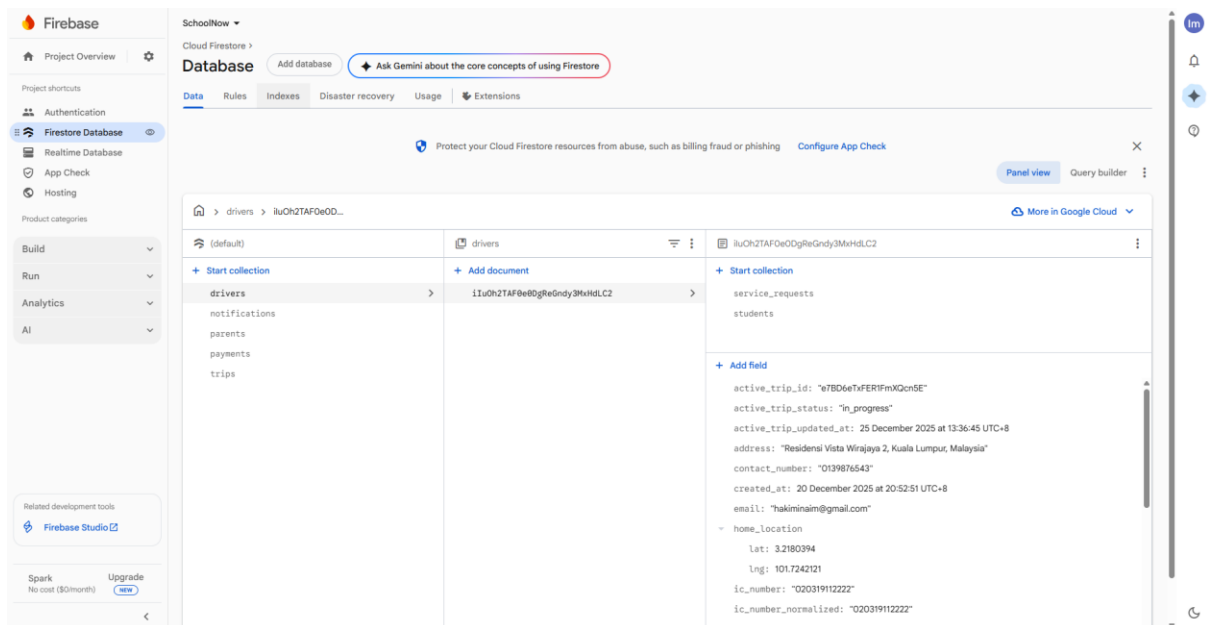 Firebase
Project Overview
Project shortcuts
Authentication
Firestore Database
Realtime Database
App Check
Hosting
Product categories
Build
Run
Analytics
AI
Related development tools
Firebase Studio
Spark
No cost ($0/month)
Upgrade
NEW
SchoolNow
Cloud Firestore >
Database
Add database
Ask Gemini about the core concepts of using Firestore
Data Rules Indexes Disaster recovery Usage Extensions
Protect your Cloud Firestore resources from abuse, such as billing fraud or phishing Configure App Check
Panel view Query builder
> drivers > iIuOh2TAF0e0D...
More in Google Cloud
(default)
+ Start collection
drivers
notifications
parents
payments
trips
drivers
+ Add document
iIuOh2TAF0e0DgReGndy3MxHdLC2
iIuOh2TAF0e0DgReGndy3MxHdLC2
+ Start collection
service_requests
students
+ Add field
active_trip_id: "e7BD6eTxFER1FmXQcn5E"
active_trip_status: "in_progress"
active_trip_updated_at: 25 December 2025 at 13:36:45 UTC+8
address: "Residensi Vista Wirajaya 2, Kuala Lumpur, Malaysia"
contact_number: "0139876543"
created_at: 20 December 2025 at 20:52:51 UTC+8
email: "hakiminaim@gmail.com"
home_location
lat: 3.2180394
lng: 101.7242121
ic_number: "020319112222"
ic_number_normalized: "020319112222"
Im